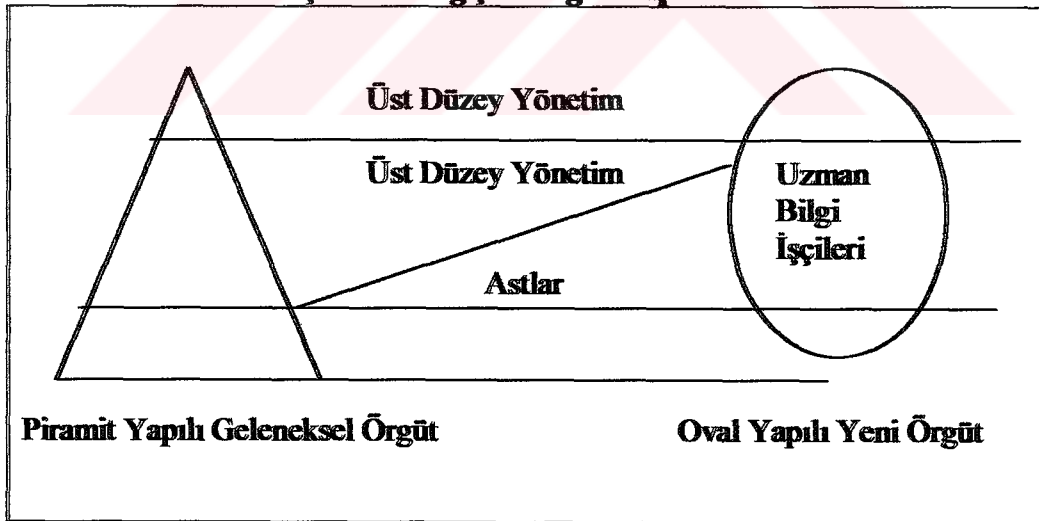 Üst Düzey Yönetim
Üst Düzey Yönetim
Uzman
Bilgi
İşçileri
Astlar
Piramit Yapılı Geleneksel Örgüt
Oval Yapılı Yeni Örgüt